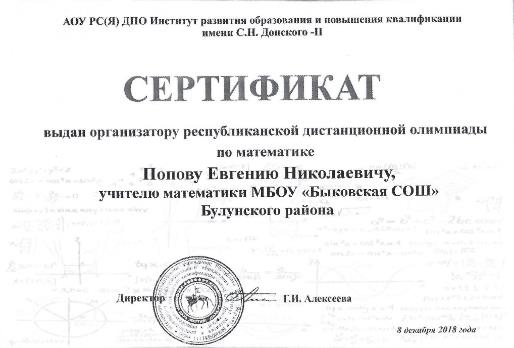 АОУ РС(Я) ДПО Институт развития образования и повышения квалификации
имени С.Н. Донского -II
СЕРТИФИКАТ
выдан организатору республиканской дистанционной олимпиады
по математике
Попову Евгению Николаевичу,
учителю математики МБОУ «Быковская СОШ»
Булунского района
Директор Г.И. Алексеева
8 декабря 2018 года